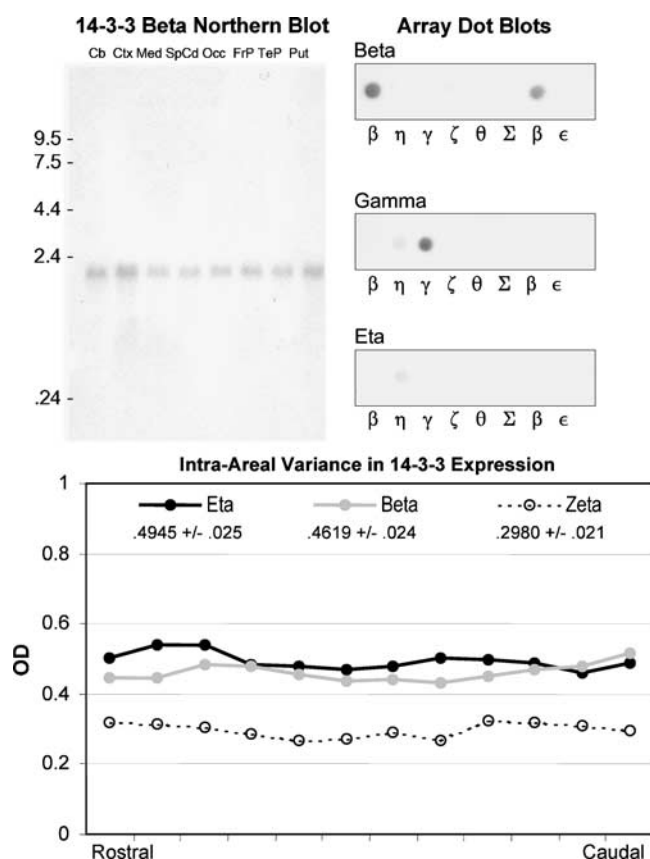 14-3-3 Beta Northern Blot
Cb Ctx Med SpCd Occ FrP TeP Put
9.5 -
7.5 -
4.4 -
2.4 -
.24 -
Array Dot Blots
Beta
β η γ ζ θ Σ β ϵ
Gamma
β η γ ζ θ Σ β ϵ
Eta
β η γ ζ θ Σ β ϵ
Intra-Areal Variance in 14-3-3 Expression
Eta Beta Zeta
.4945 +/- .025 .4619 +/- .024 .2980 +/- .021
1
0.8
0.6
0.4
0.2
0
OD
Rostral Caudal